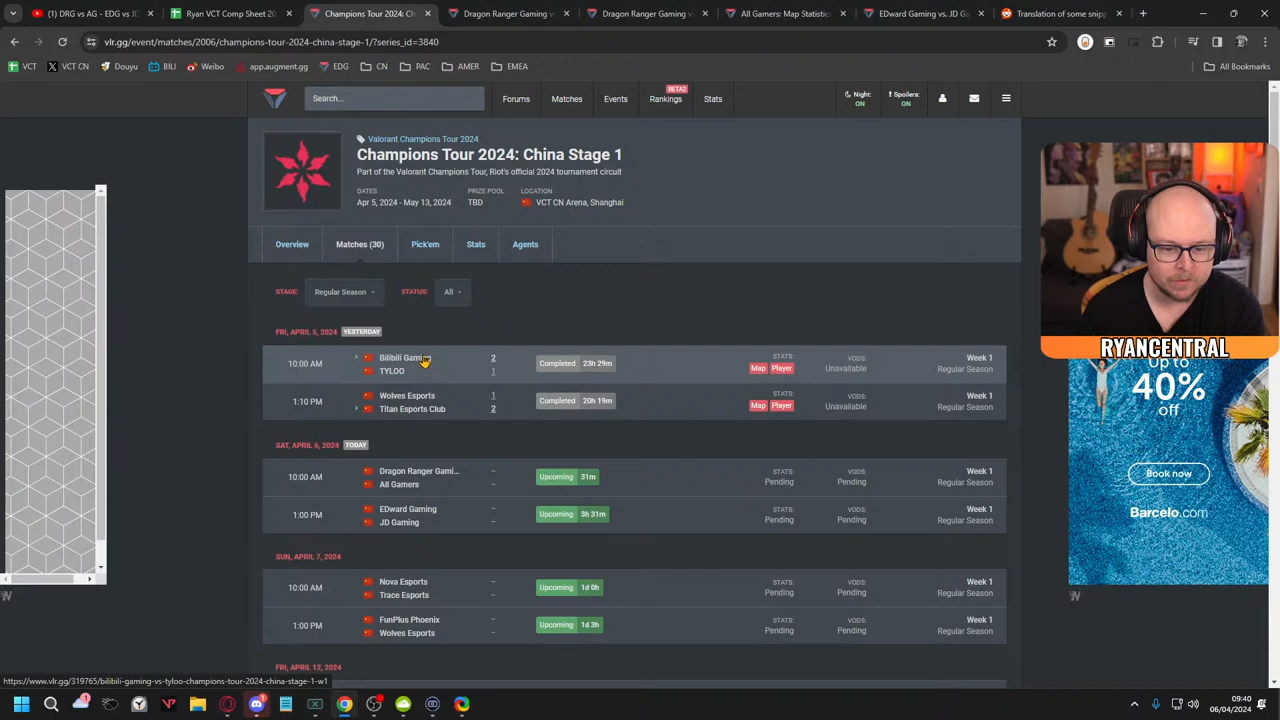 DRG vs AG, EDG vs JD
Ryan VCT Sheet 20
Champions Tour 2024: Ch
Dragon Ranger Gaming v
Dragon Ranger Gaming v
All Gamers: Map Statistics
EDward Gaming vs. JD Ga
Translation of some snipp
vlr.gg/event/matches/2006/champions-tour-2024-china-stage-1/?series_id=3840
VCT
VCT CN
Douyu
BILI
Weibo
app.augment.gg
EDG
CN
PAC
AMER
EMEA
All Bookmarks
Search...
Forums
Matches
Events
BETA2
Rankings
Stats
Night:
ON
Spoilers:
ON
Valorant Champions Tour 2024
Champions Tour 2024: China Stage 1
Part of the Valorant Champions Tour, Riot's official 2024 tournament circuit
DATES PRIZE POOL LOCATION
Apr 5, 2024 - May 13, 2024 TBD VCT CN Arena, Shanghai
Overview Matches (30) Pick'em Stats Agents
STAGE: Regular Season STATUS: All
FRI, APRIL 5, 2024 YESTERDAY
10:00 AM
Bilibili Gaming 2
TYLOO 1
Completed 23h 29m
STATS:
Map Player
VODS:
Unavailable
Week 1
Regular Season
1:10 PM
Wolves Esports 1
Titan Esports Club 2
Completed 20h 19m
STATS:
Map Player
VODS:
Unavailable
Week 1
Regular Season
SAT, APRIL 6, 2024 TODAY
10:00 AM
Dragon Ranger Gami... –
All Gamers –
Upcoming 31m
STATS:
Pending
VODS:
Pending
Week 1
Regular Season
1:00 PM
EDward Gaming –
JD Gaming –
Upcoming 3h 31m
STATS:
Pending
VODS:
Pending
Week 1
Regular Season
SUN, APRIL 7, 2024
10:00 AM
Nova Esports –
Trace Esports –
Upcoming 1d 0h
STATS:
Pending
VODS:
Pending
Week 1
Regular Season
1:00 PM
FunPlus Phoenix –
Wolves Esports –
Upcoming 1d 3h
STATS:
Pending
VODS:
Pending
Week 1
Regular Season
FRI, APRIL 12, 2024
RYANCENTRAL
Up to
40%
off
Book now
Barcelo.com
https://www.vlr.gg/319765/bilibili-gaming-vs-tyloo-champions-tour-2024-china-stage-1-w1
09:40
06/04/2024